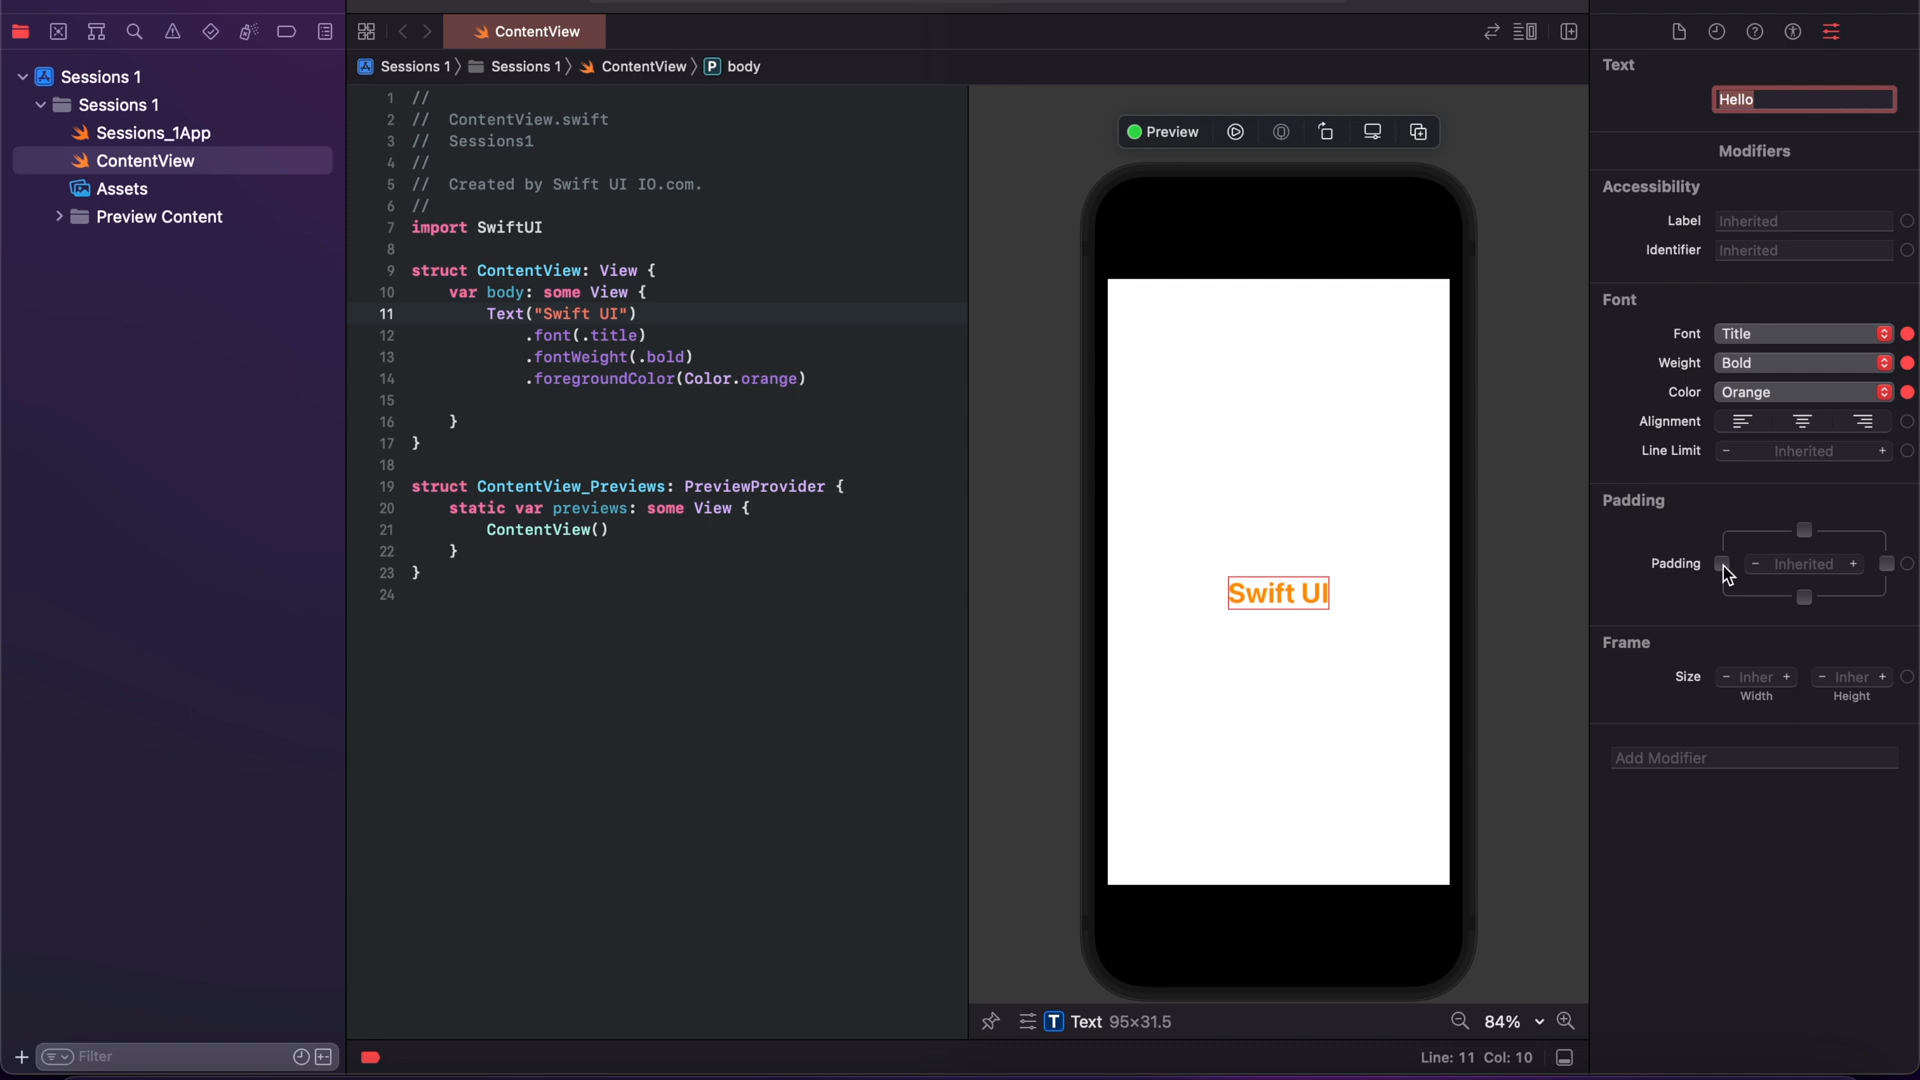 ContentView
Sessions 1
Sessions 1
Sessions_1App
ContentView
Assets
Preview Content
Filter
Sessions 1 〉 Sessions 1 〉 ContentView 〉 P body
1 //
2 // ContentView.swift
3 // Sessions1
4 //
5 // Created by Swift UI IO.com.
6 //
7 import SwiftUI
8
9 struct ContentView: View {
10 var body: some View {
11 Text("Swift UI")
12 .font(.title)
13 .fontWeight(.bold)
14 .foregroundColor(Color.orange)
15
16 }
17 }
18
19 struct ContentView_Previews: PreviewProvider {
20 static var previews: some View {
21 ContentView()
22 }
23 }
24
Preview
Swift UI
T Text 95×31.5
84%
Line: 11 Col: 10
Text
Hello
Modifiers
Accessibility
Label Inherited
Identifier Inherited
Font
Font Title
Weight Bold
Color Orange
Alignment
Line Limit − Inherited +
Padding
Padding − Inherited +
Frame
Size − Inher + − Inher +
Width Height
Add Modifier